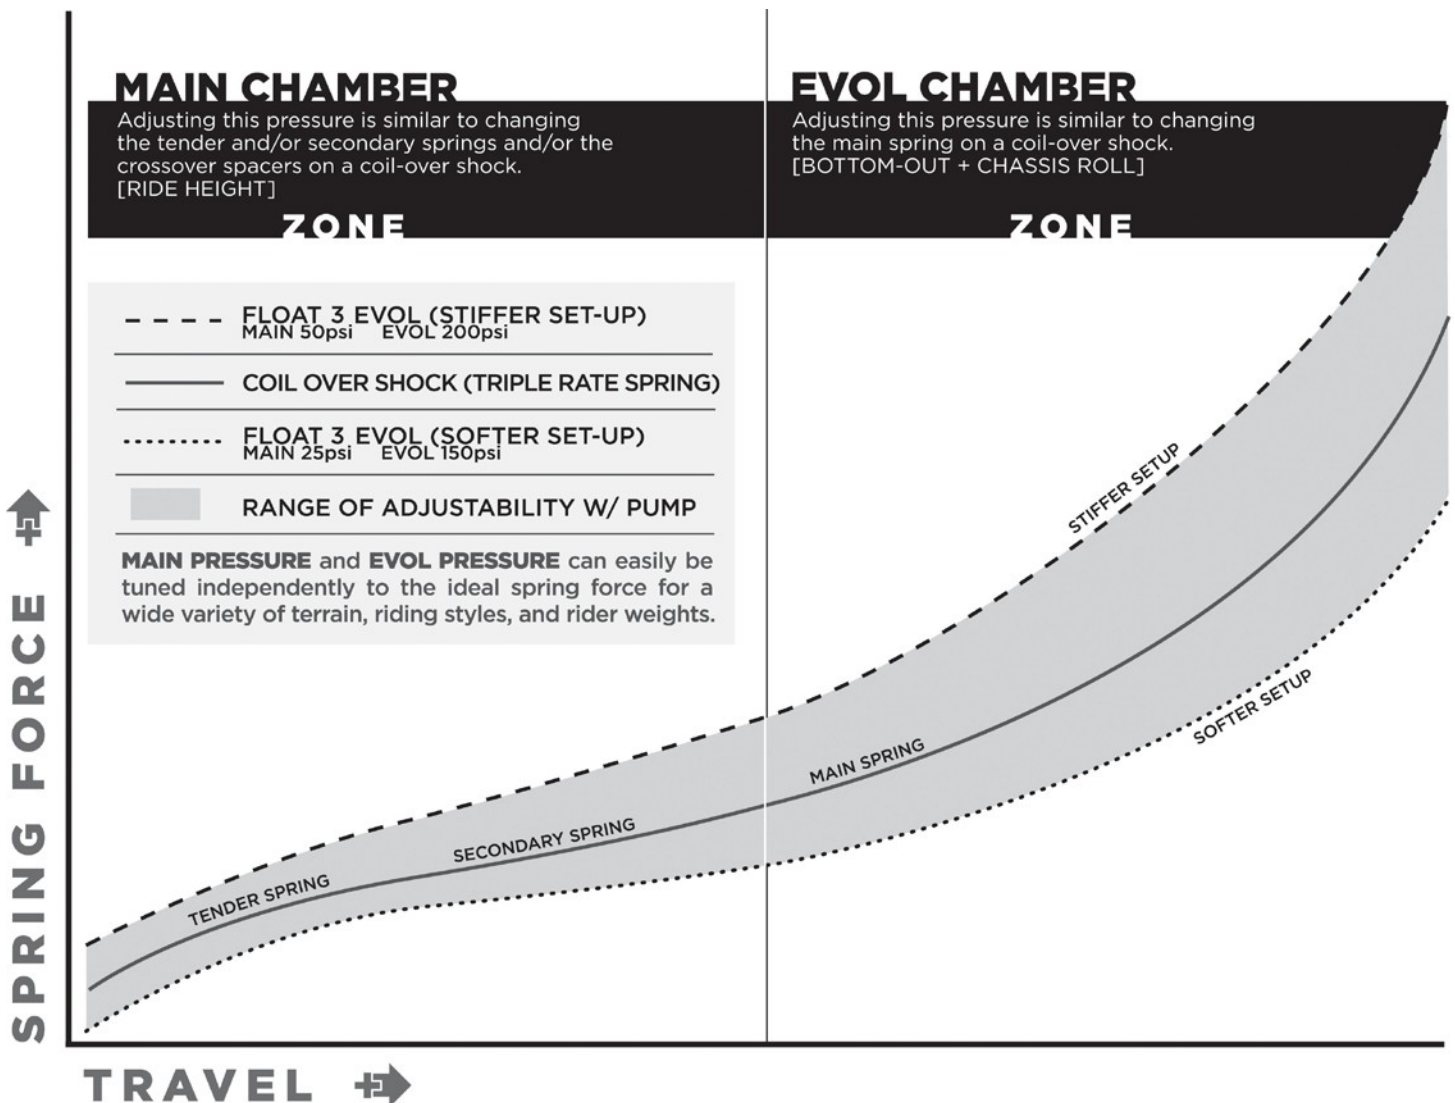 MAIN CHAMBER
Adjusting this pressure is similar to changing
the tender and/or secondary springs and/or the
crossover spacers on a coil-over shock.
[RIDE HEIGHT]
ZONE
EVOL CHAMBER
Adjusting this pressure is similar to changing
the main spring on a coil-over shock.
[BOTTOM-OUT + CHASSIS ROLL]
ZONE
FLOAT 3 EVOL (STIFFER SET-UP)
MAIN 50psi EVOL 200psi
COIL OVER SHOCK (TRIPLE RATE SPRING)
FLOAT 3 EVOL (SOFTER SET-UP)
MAIN 25psi EVOL 150psi
RANGE OF ADJUSTABILITY W/ PUMP
MAIN PRESSURE and EVOL PRESSURE can easily be
tuned independently to the ideal spring force for a
wide variety of terrain, riding styles, and rider weights.
STIFFER SETUP
SOFTER SETUP
MAIN SPRING
SECONDARY SPRING
TENDER SPRING
SPRING FORCE +
TRAVEL +